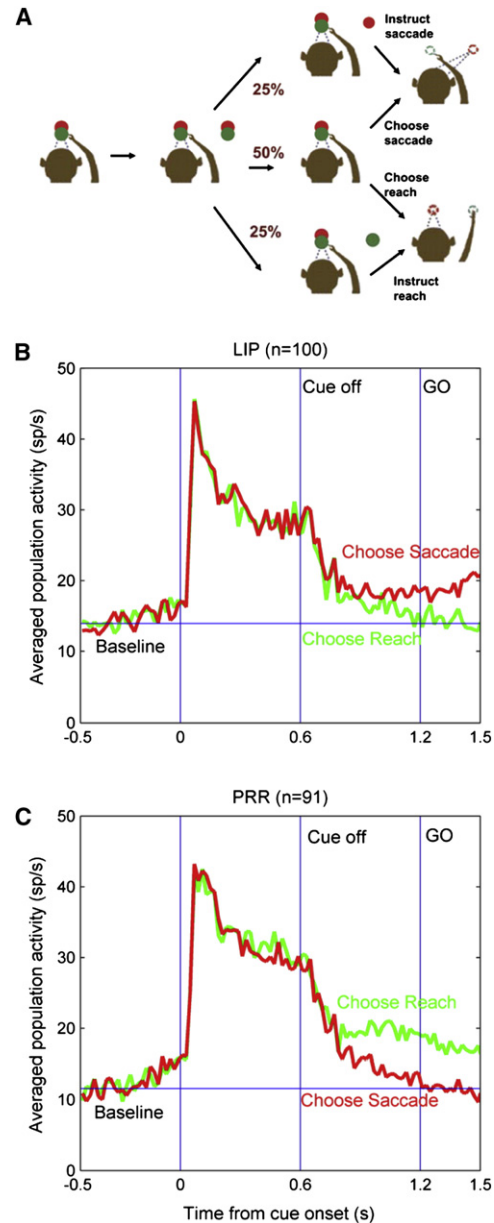 A
Instruct
saccade
25%
50%
Choose
saccade
Choose
reach
25%
Instruct
reach
B
LIP (n=100)
50
40
30
20
10
0
Averaged population activity (sp/s)
Cue off
GO
Choose Saccade
Choose Reach
Baseline
-0.5
0
0.6
1.2
1.5
C
PRR (n=91)
50
40
30
20
10
0
Averaged population activity (sp/s)
Cue off
GO
Choose Reach
Choose Saccade
Baseline
-0.5
0
0.6
1.2
1.5
Time from cue onset (s)